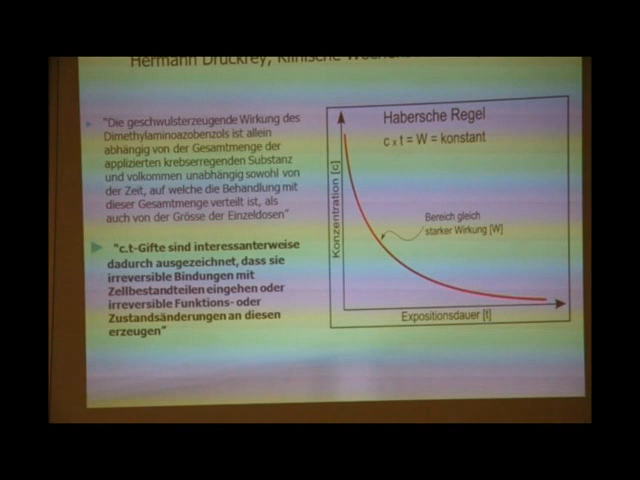 Hermann Druckrey, Klinische
"Die geschwulsterzeugende Wirkung des
Dimethylaminoazobenzols ist allein
abhängig von der Gesamtmenge der
applizierten krebserregenden Substanz
und volkommen unabhängig sowohl von
der Zeit, auf welche die Behandlung mit
dieser Gesamtmenge verteilt ist, als
auch von der Grösse der Einzeldosen"
"c.t-Gifte sind interessanterweise
dadurch ausgezeichnet, dass sie
irreversible Bindungen mit
Zellbestandteilen eingehen oder
irreversible Funktions- oder
Zustandsänderungen an diesen
erzeugen"
Habersche Regel
c x t = W = konstant
Konzentration [c]
Bereich gleich
starker Wirkung [W]
Expositionsdauer [t]